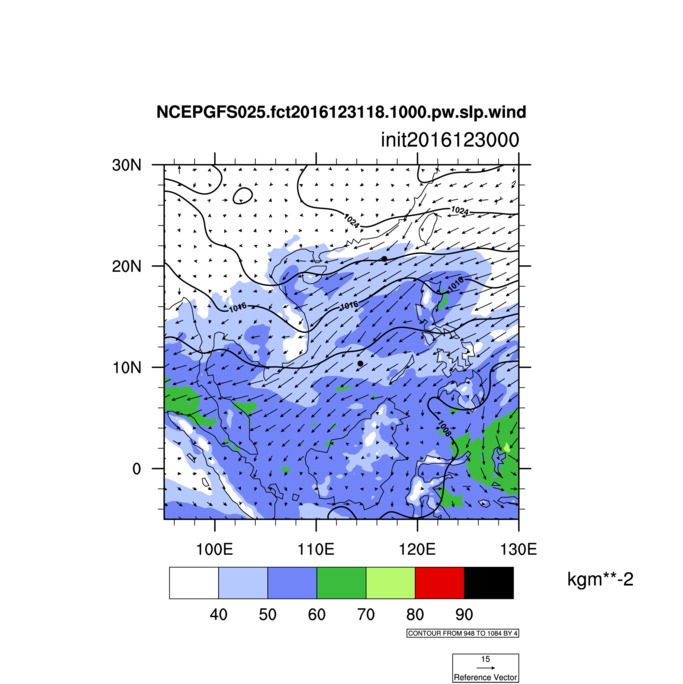 NCEPGFS025.fct2016123118.1000.pw.slp.wind
init2016123000
30N
20N
10N
0
1024
1024
1016
1016
1016
1008
100E
110E
120E
130E
kgm**-2
40
50
60
70
80
90
CONTOUR FROM 948 TO 1084 BY 4
15
Reference Vector